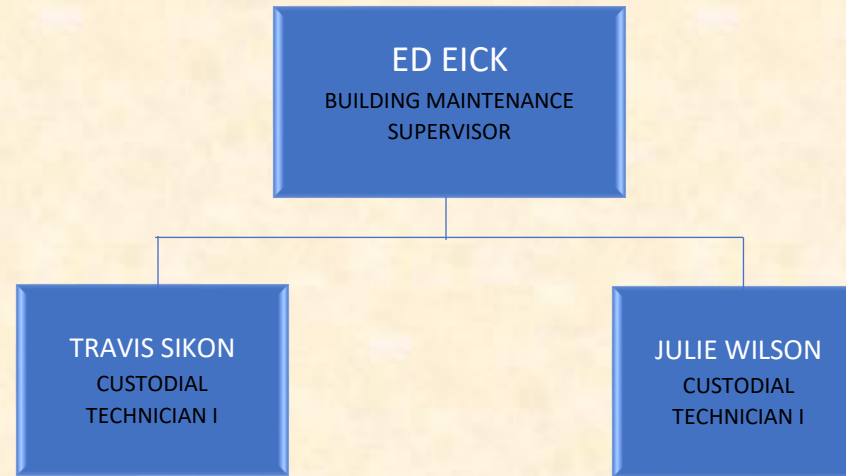 ED EICK
BUILDING MAINTENANCE
SUPERVISOR
TRAVIS SIKON
CUSTODIAL
TECHNICIAN I
JULIE WILSON
CUSTODIAL
TECHNICIAN I